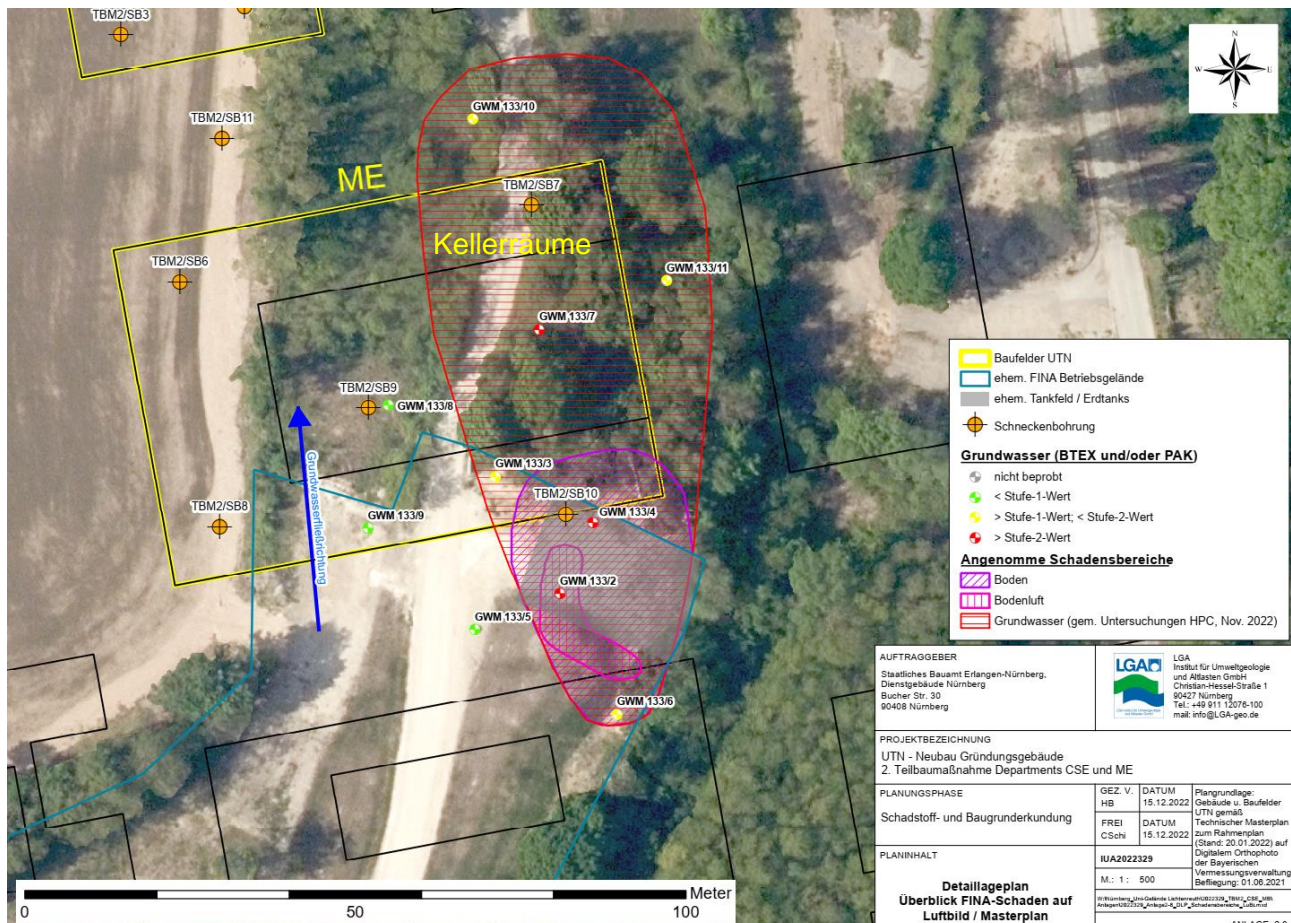 TBM2/SB3
N
W
O
S
GWM 133/10
TBM2/SB11
ME
TBM2/SB7
Kellerräume
TBM2/SB6
GWM 133/11
GWM 133/7
TBM2/SB9
GWM 133/8
Grundwasserfließrichtung
GWM 133/3
TBM2/SB10
GWM 133/4
TBM2/SB8
GWM 133/9
GWM 133/2
GWM 133/5
GWM 133/6
Baufelder UTN
ehem. FINA Betriebsgelände
ehem. Tankfeld / Erdtanks
Schneckenbohrung
Grundwasser (BTEX und/oder PAK)
nicht beprobt
< Stufe-1-Wert
> Stufe-1-Wert; < Stufe-2-Wert
> Stufe-2-Wert
Angenomme Schadensbereiche
Boden
Bodenluft
Grundwasser (gem. Untersuchungen HPC, Nov. 2022)
AUFTRAGGEBER
Staatliches Bauamt Erlangen-Nürnberg,
Dienstgebäude Nürnberg
Bucher Str. 30
90408 Nürnberg
LGA
LGA
Institut für Umweltgeologie
und Altlasten GmbH
Christian-Hessel-Straße 1
90427 Nürnberg
Tel.: +49 911 12076-100
mail: info@LGA-geo.de
PROJEKTBEZEICHNUNG
UTN - Neubau Gründungsgebäude
2. Teilbaumaßnahme Departments CSE und ME
PLANUNGSPHASE
Schadstoff- und Baugrunderkundung
GEZ. V.
HB
DATUM
15.12.2022
FREI
CSchi
DATUM
15.12.2022
Plangrundlage:
Gebäude u. Baufelder
UTN gemäß
Technischer Masterplan
zum Rahmenplan
(Stand: 20.01.2022) auf
Digitalem Orthophoto
der Bayerischen
Vermessungsverwaltung
Befliegung: 01.06.2021
PLANINHALT
Detaillageplan
Überblick FINA-Schaden auf
Luftbild / Masterplan
IUA2022329
M.: 1 : 500
0
50
100
Meter